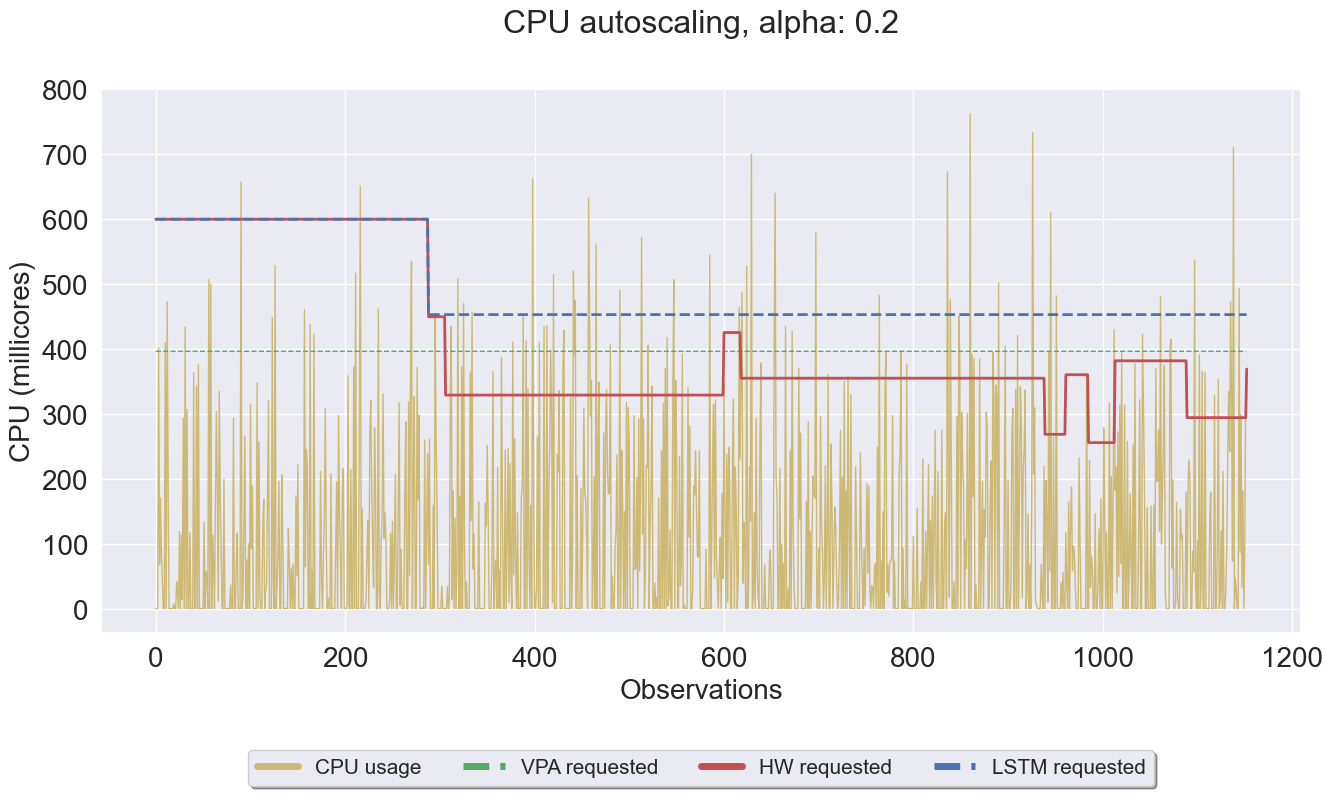 CPU autoscaling, alpha: 0.2
800
700
600
500
400
300
200
100
0
CPU (millicores)
0 200 400 600 800 1000 1200
Observations
CPU usage VPA requested HW requested LSTM requested